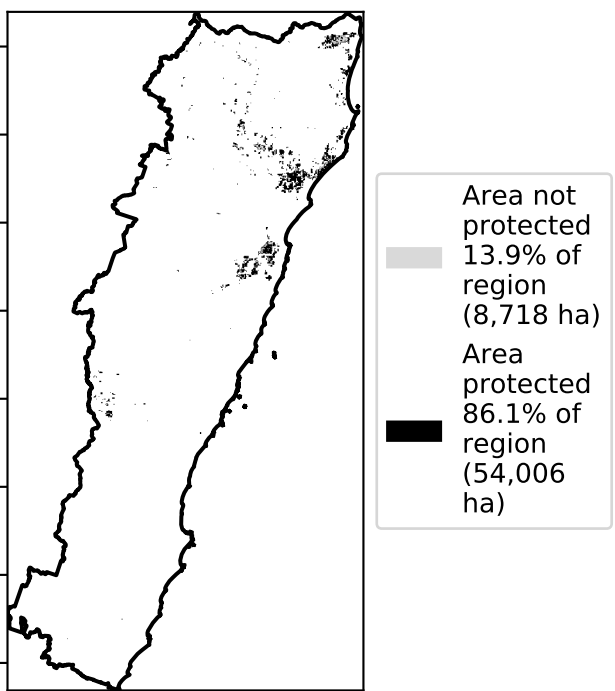 Area not
protected
13.9% of
region
(8,718 ha)
Area
protected
86.1% of
region
(54,006
ha)